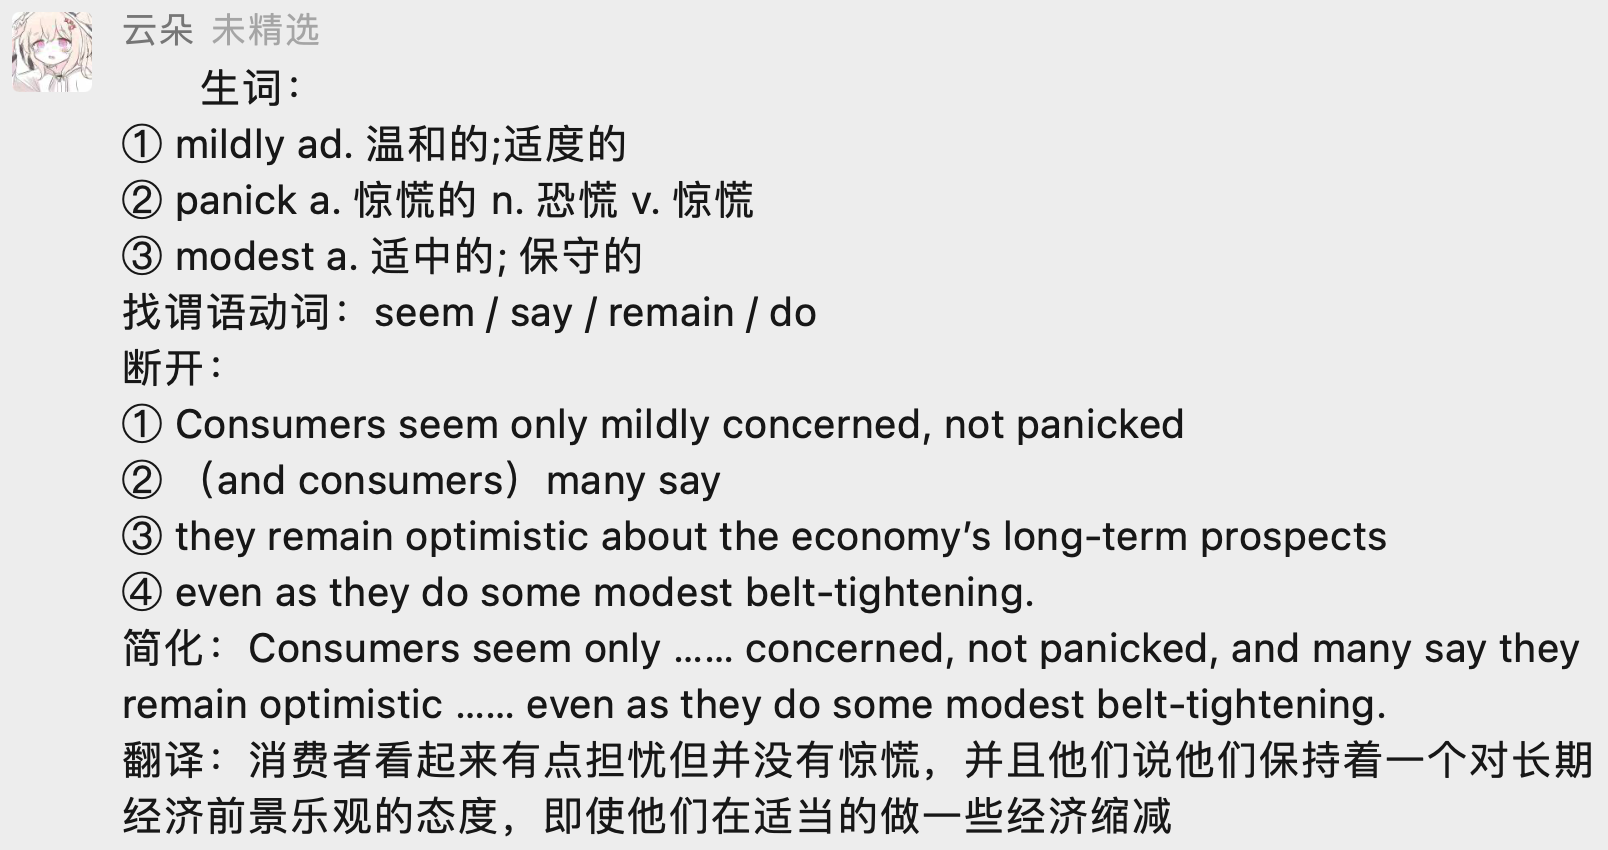 云朵 未精选
生词：
① mildly ad. 温和的;适度的
② panick a. 惊慌的 n. 恐慌 v. 惊慌
③ modest a. 适中的; 保守的
找谓语动词：seem / say / remain / do
断开：
① Consumers seem only mildly concerned, not panicked
② （and consumers）many say
③ they remain optimistic about the economy’s long-term prospects
④ even as they do some modest belt-tightening.
简化：Consumers seem only …… concerned, not panicked, and many say they
remain optimistic …… even as they do some modest belt-tightening.
翻译：消费者看起来有点担忧但并没有惊慌，并且他们说他们保持着一个对长期
经济前景乐观的态度，即使他们在适当的做一些经济缩减